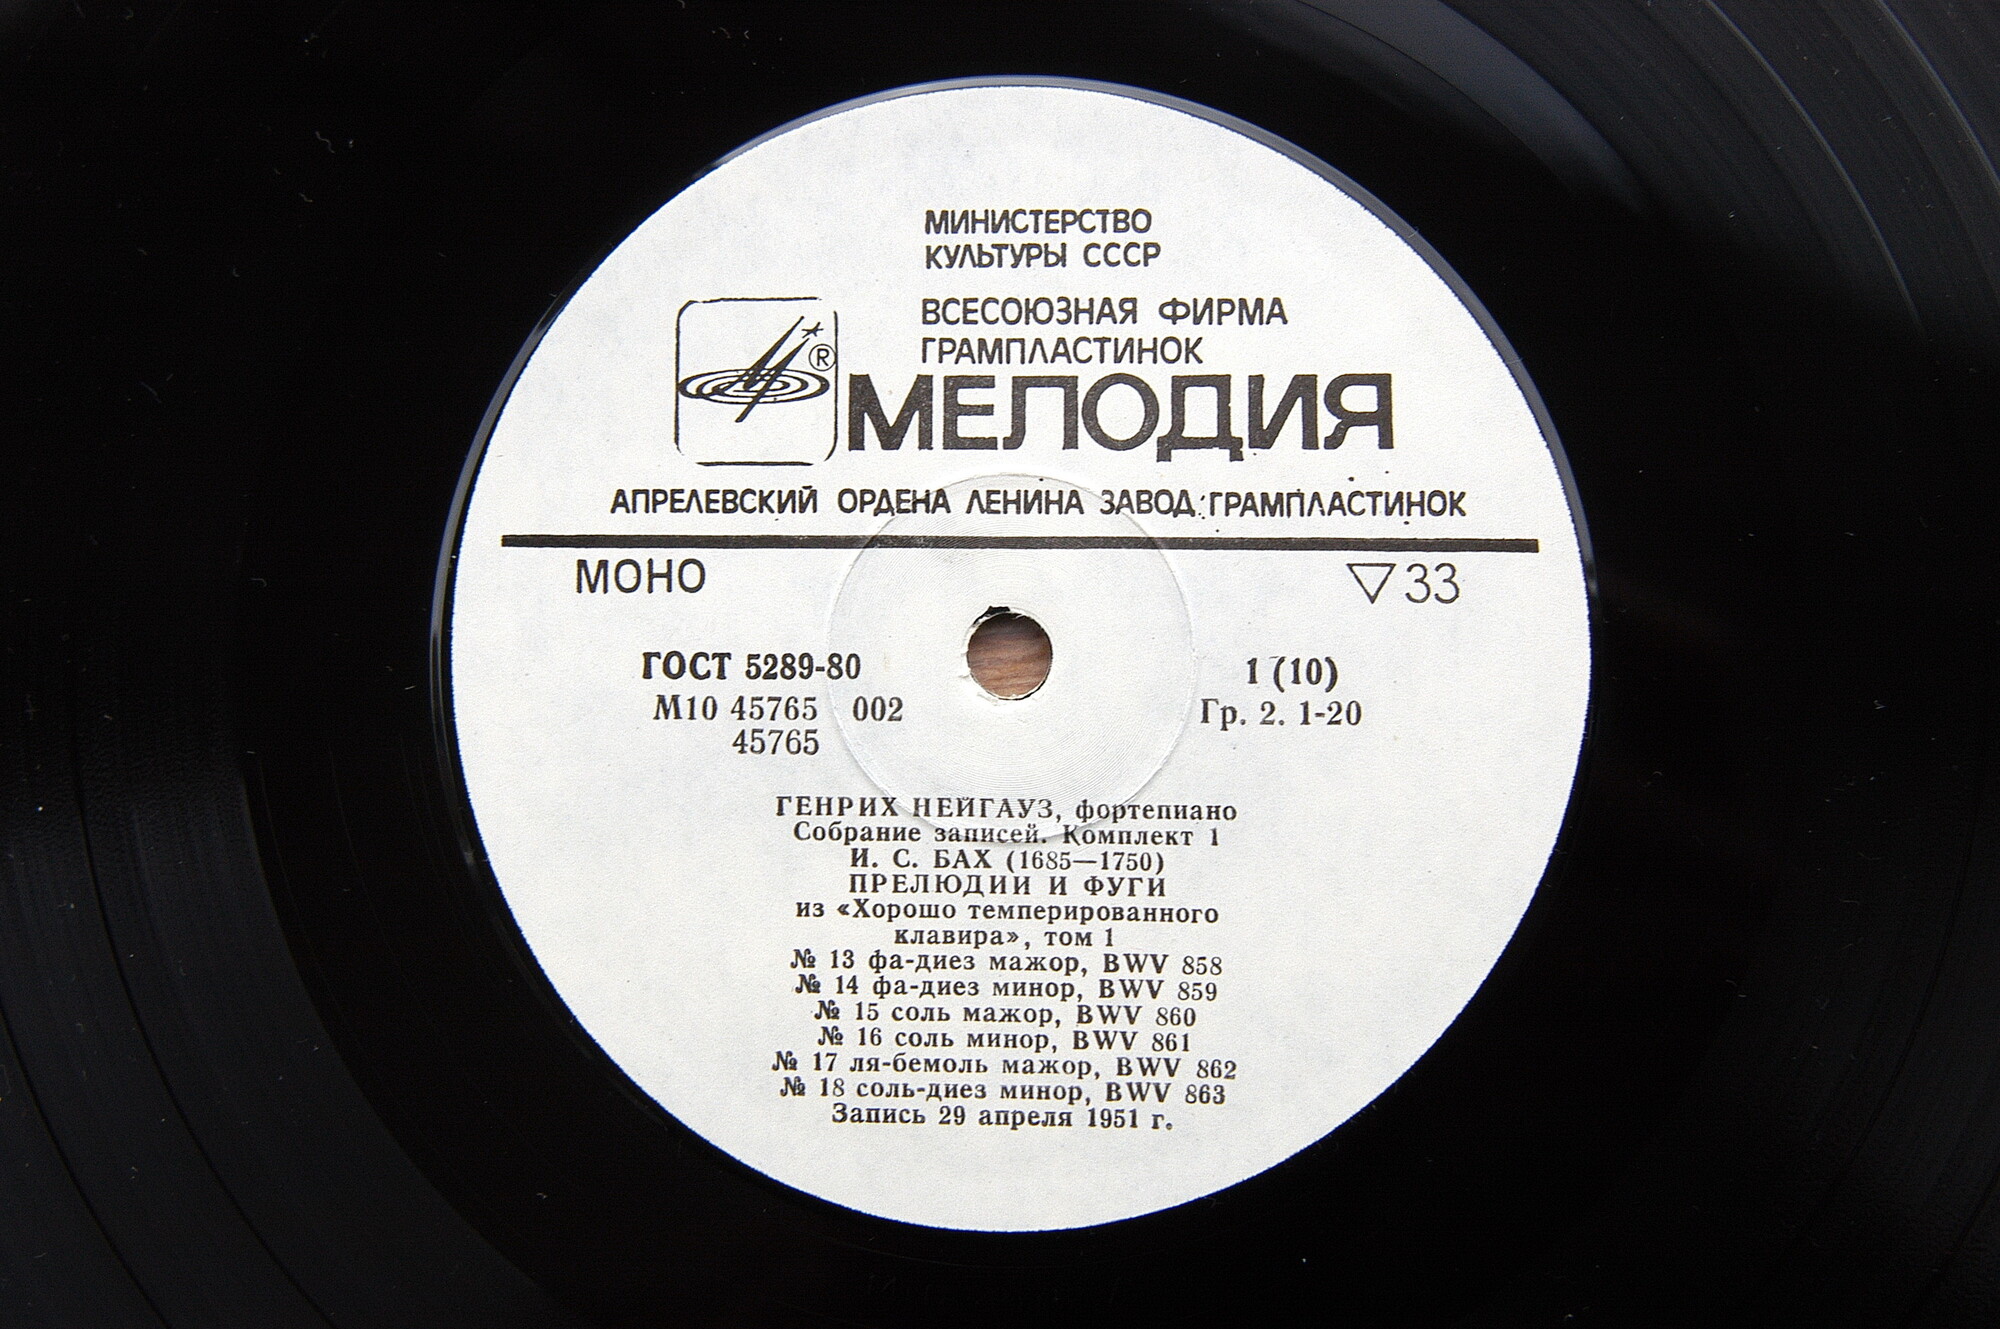 МИНИСТЕРСТВО
КУЛЬТУРЫ СССР
ВСЕСОЮЗНАЯ ФИРМА
ГРАМПЛАСТИНОК
®
МЕЛОДИЯ
АПРЕЛЕВСКИЙ ОРДЕНА ЛЕНИНА ЗАВОД ГРАМПЛАСТИНОК
МОНО ▽33
ГОСТ 5289-80 1 (10)
М10 45765 002 Гр. 2. 1-20
45765
ГЕНРИХ НЕЙГАУЗ, фортепиано
Собрание записей. Комплект 1
И. С. БАХ (1685—1750)
ПРЕЛЮДИИ И ФУГИ
из «Хорошо темперированного
клавира», том 1
№ 13 фа-диез мажор, BWV 858
№ 14 фа-диез минор, BWV 859
№ 15 соль мажор, BWV 860
№ 16 соль минор, BWV 861
№ 17 ля-бемоль мажор, BWV 862
№ 18 соль-диез минор, BWV 863
Запись 29 апреля 1951 г.